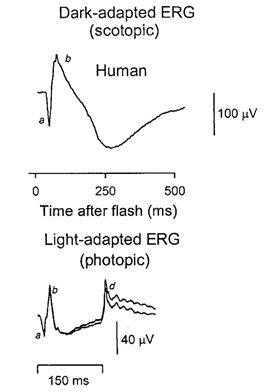 Dark-adapted ERG
(scotopic)
b
Human
a
100 µV
0 250 500
Time after flash (ms)
Light-adapted ERG
(photopic)
b
d
a
40 µV
150 ms